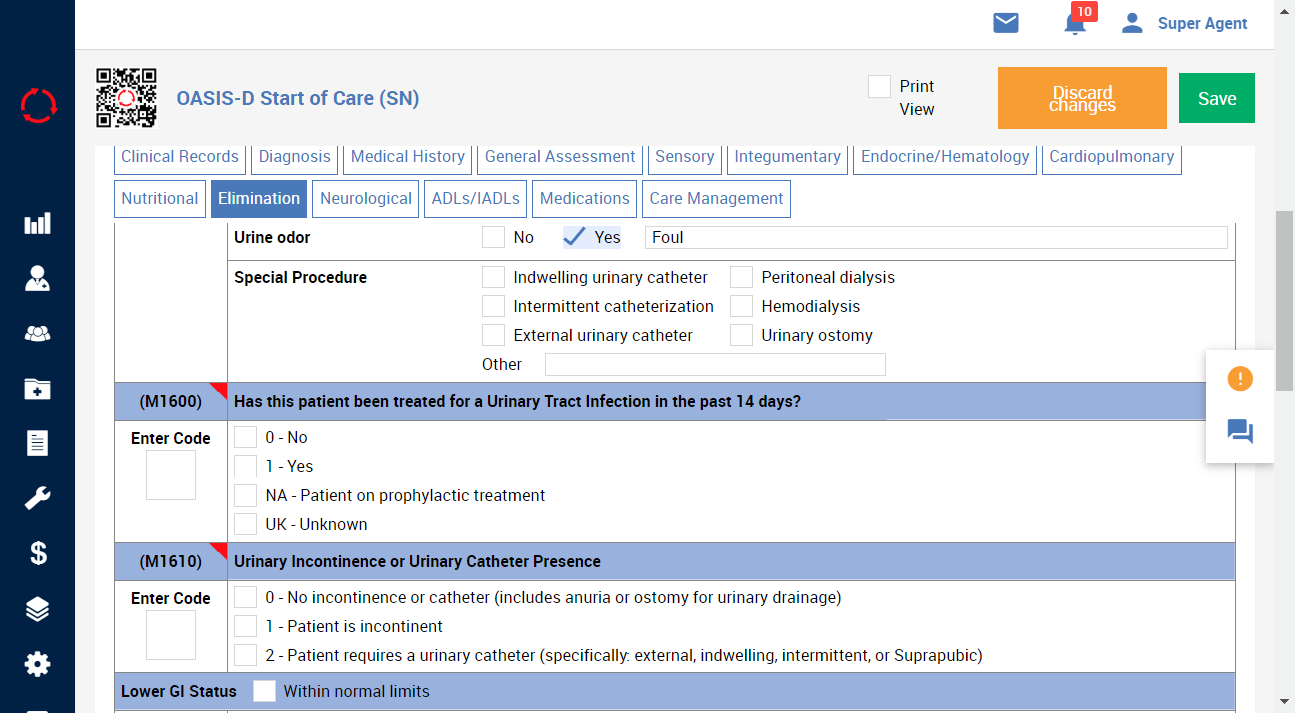 10
Super Agent
OASIS-D Start of Care (SN)
Print
View
Discard
changes
Save
Clinical Records
Diagnosis
Medical History
General Assessment
Sensory
Integumentary
Endocrine/Hematology
Cardiopulmonary
Nutritional
Elimination
Neurological
ADLs/IADLs
Medications
Care Management
Urine odor
No
Yes
Foul
Special Procedure
Indwelling urinary catheter
Peritoneal dialysis
Intermittent catheterization
Hemodialysis
External urinary catheter
Urinary ostomy
Other
(M1600)
Has this patient been treated for a Urinary Tract Infection in the past 14 days?
Enter Code
0 - No
1 - Yes
NA - Patient on prophylactic treatment
UK - Unknown
(M1610)
Urinary Incontinence or Urinary Catheter Presence
Enter Code
0 - No incontinence or catheter (includes anuria or ostomy for urinary drainage)
1 - Patient is incontinent
2 - Patient requires a urinary catheter (specifically: external, indwelling, intermittent, or Suprapubic)
Lower GI Status
Within normal limits